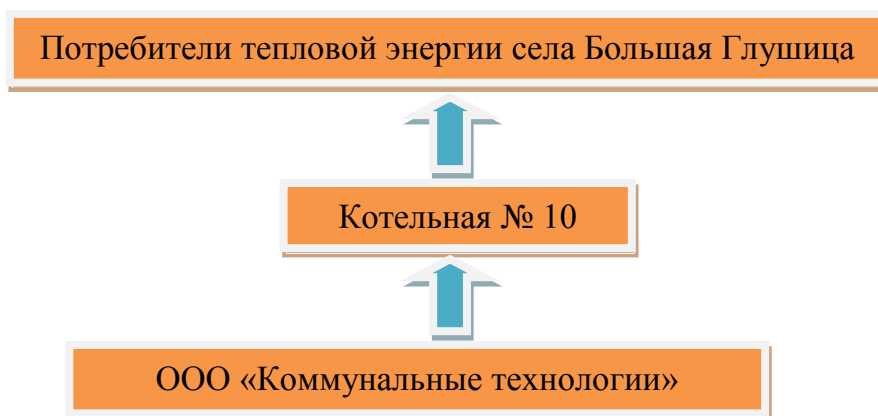 Потребители тепловой энергии села Большая Глушица
Котельная № 10
ООО «Коммунальные технологии»